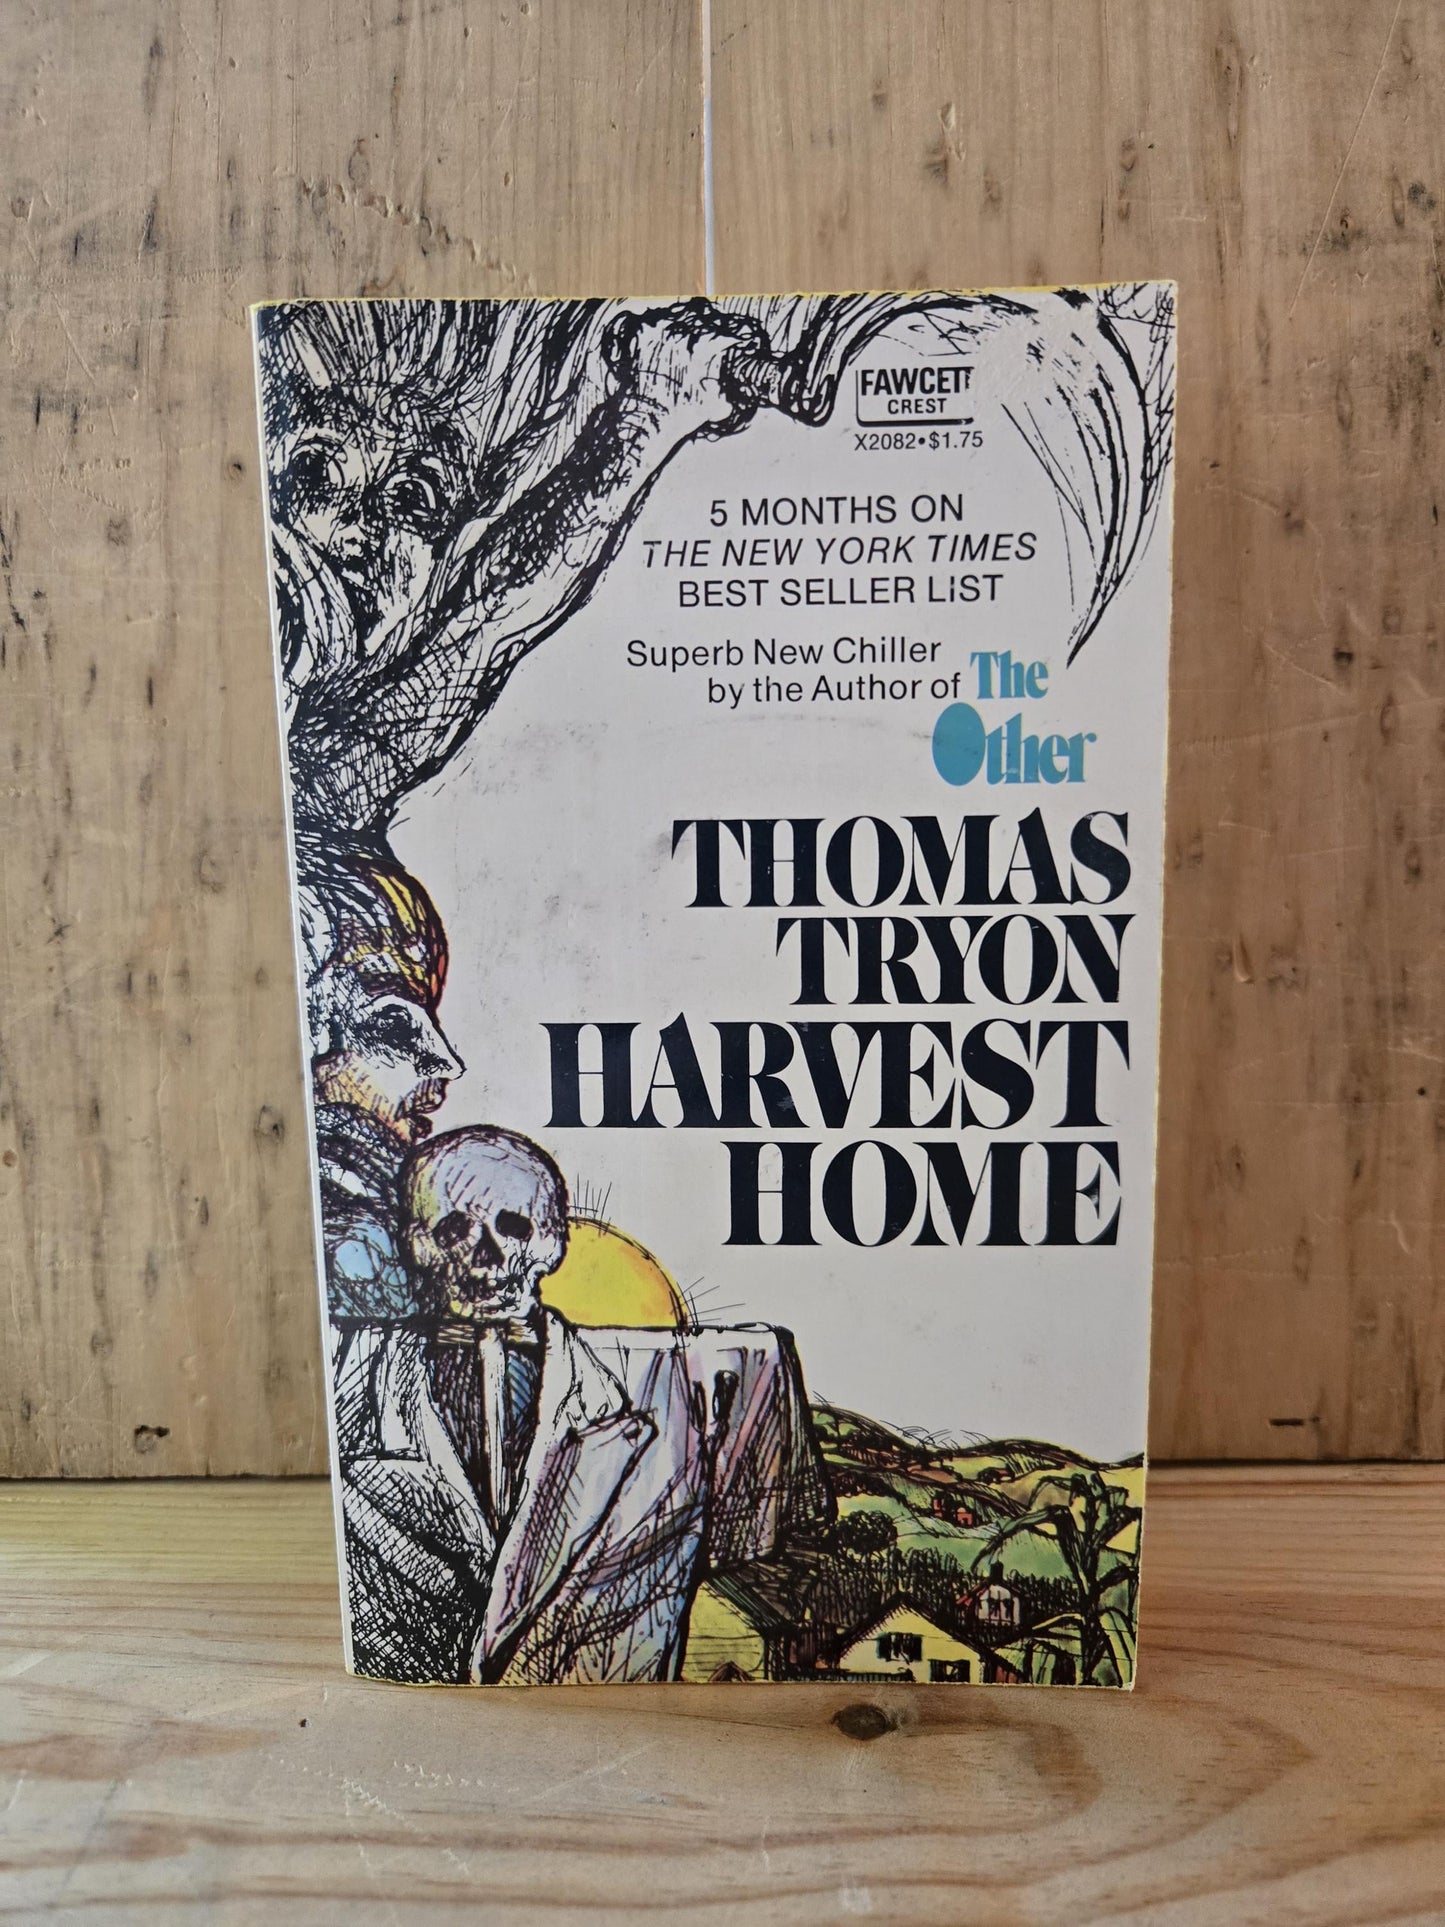 FAWCETT
CREST
X2082•$1.75
5 MONTHS ON
THE NEW YORK TIMES
BEST SELLER LIST
Superb New Chiller
by the Author of The
Other
THOMAS
TRYON
HARVEST
HOME